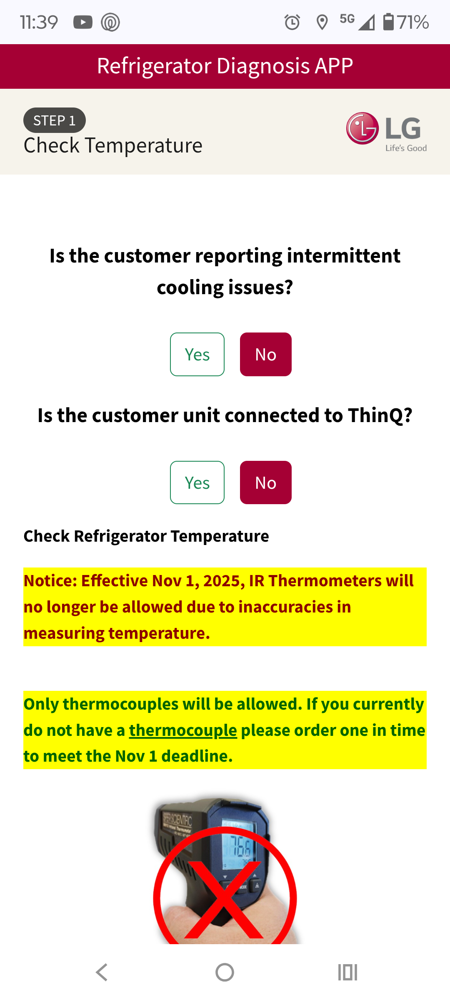 11:39 5G 71%
Refrigerator Diagnosis APP
STEP 1
Check Temperature
LG
Life's Good
Is the customer reporting intermittent
cooling issues?
Yes No
Is the customer unit connected to ThinQ?
Yes No
Check Refrigerator Temperature
Notice: Effective Nov 1, 2025, IR Thermometers will
no longer be allowed due to inaccuracies in
measuring temperature.
Only thermocouples will be allowed. If you currently
do not have a thermocouple please order one in time
to meet the Nov 1 deadline.
SPER SCIENTIFIC
Thermometer
76.6
MODE